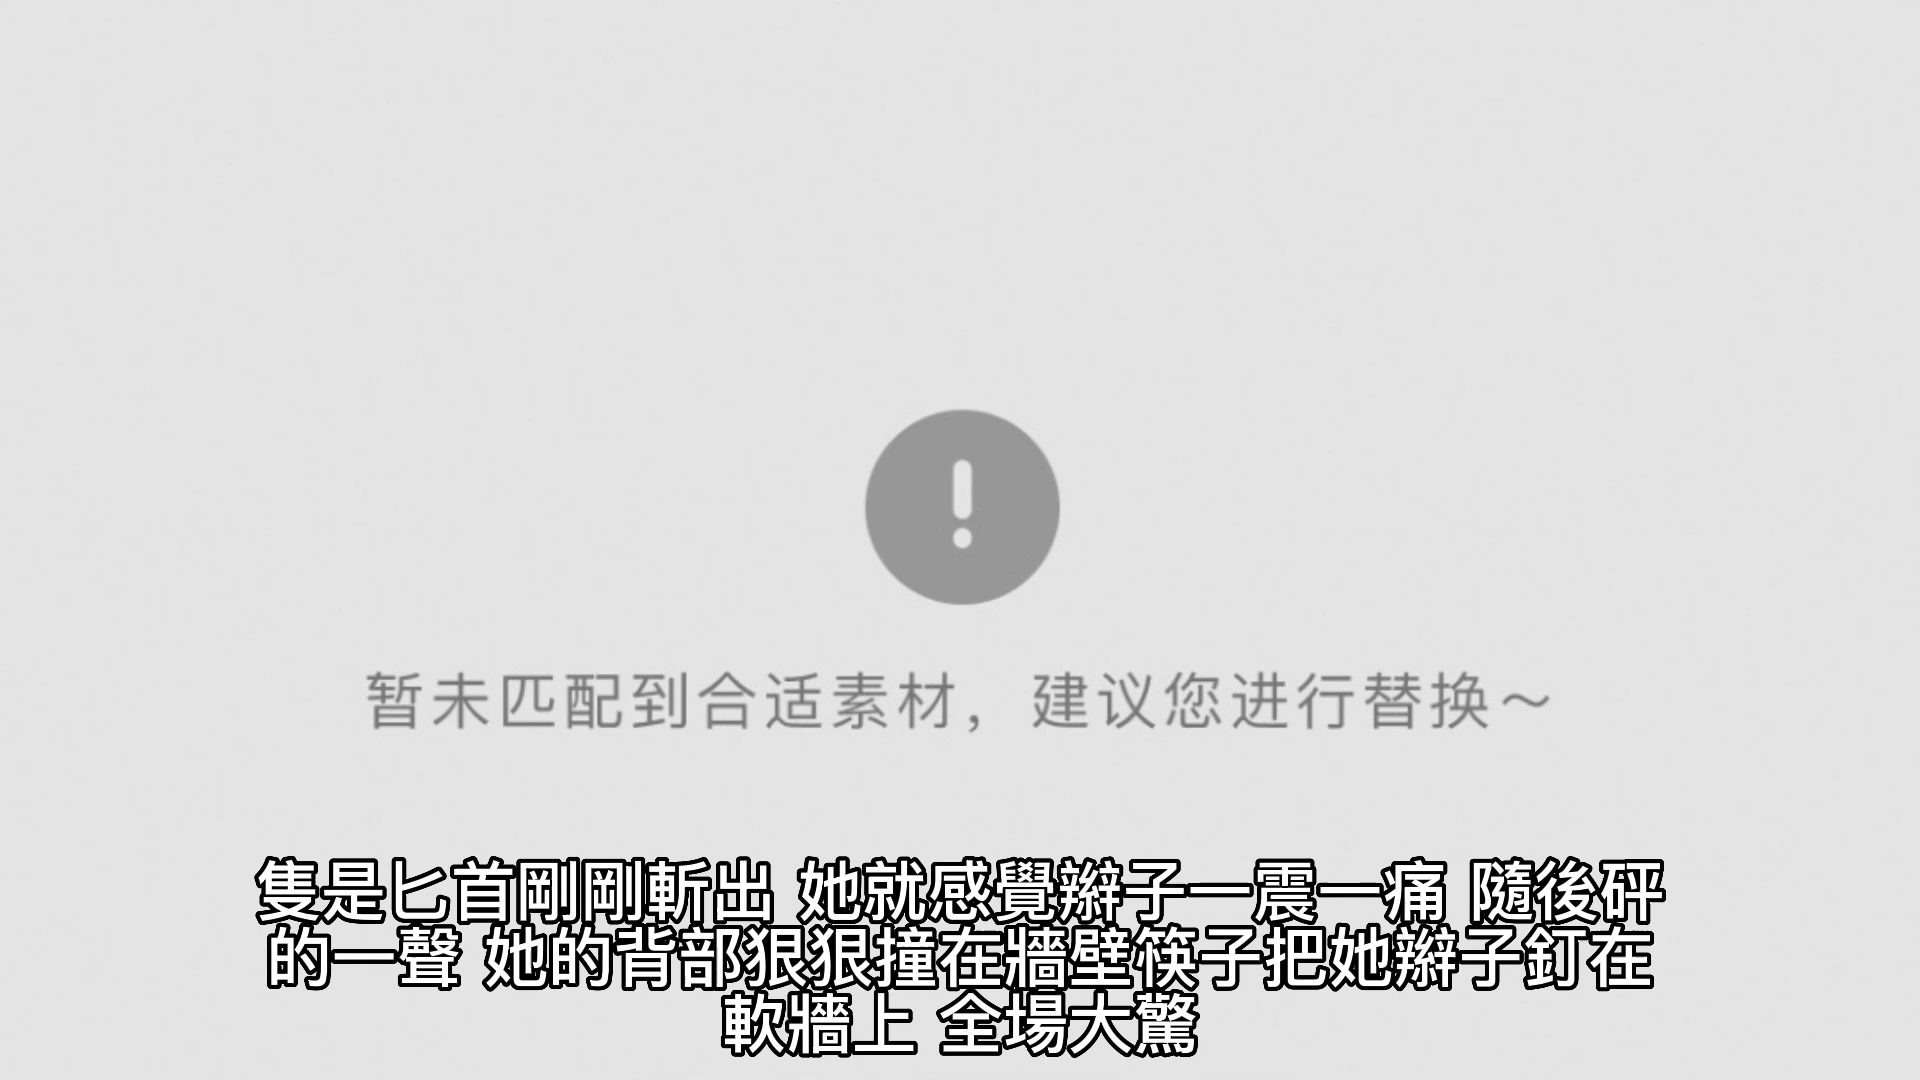 暂未匹配到合适素材，建议您进行替换～
隻是匕首剛剛斬出 她就感覺辮子一震一痛 隨後砰
的一聲 她的背部狠狠撞在牆壁筷子把她辮子釘在
軟牆上 全場大驚